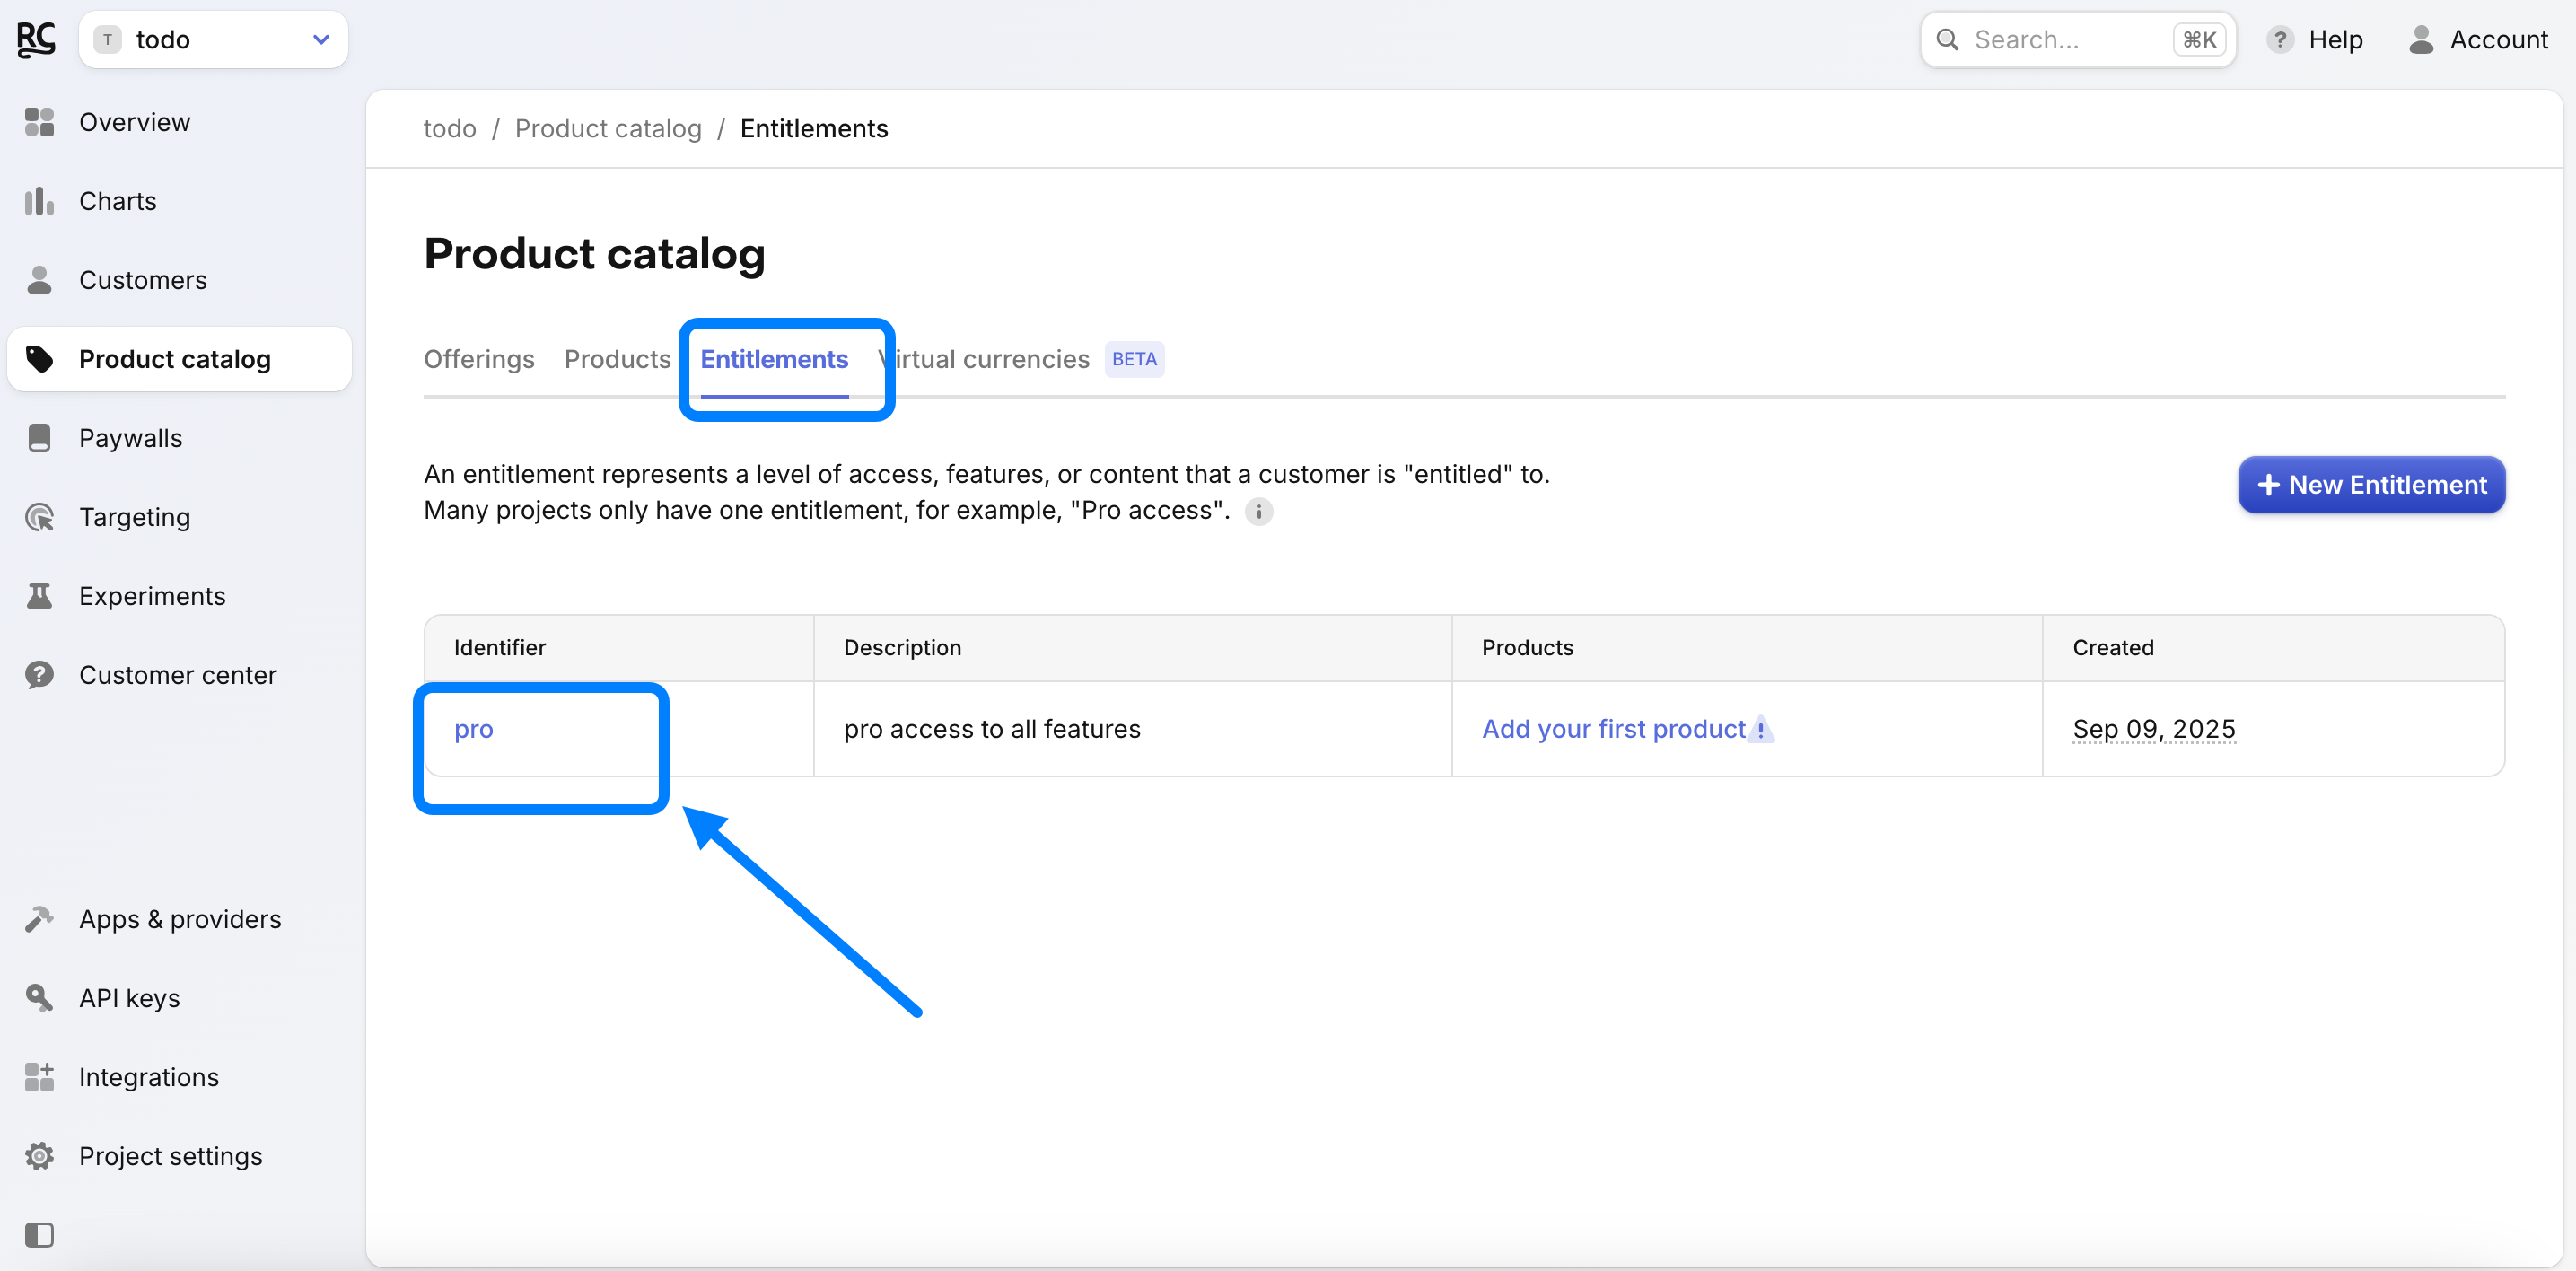 RC
T todo
Search... ⌘K
? Help
Account
Overview
Charts
Customers
Product catalog
Paywalls
Targeting
Experiments
Customer center
Apps & providers
API keys
Integrations
Project settings
todo / Product catalog / Entitlements
Product catalog
Offerings Products Entitlements Virtual currencies BETA
An entitlement represents a level of access, features, or content that a customer is "entitled" to.
Many projects only have one entitlement, for example, "Pro access". i
+ New Entitlement
Identifier Description Products Created
pro pro access to all features Add your first product ! Sep 09, 2025